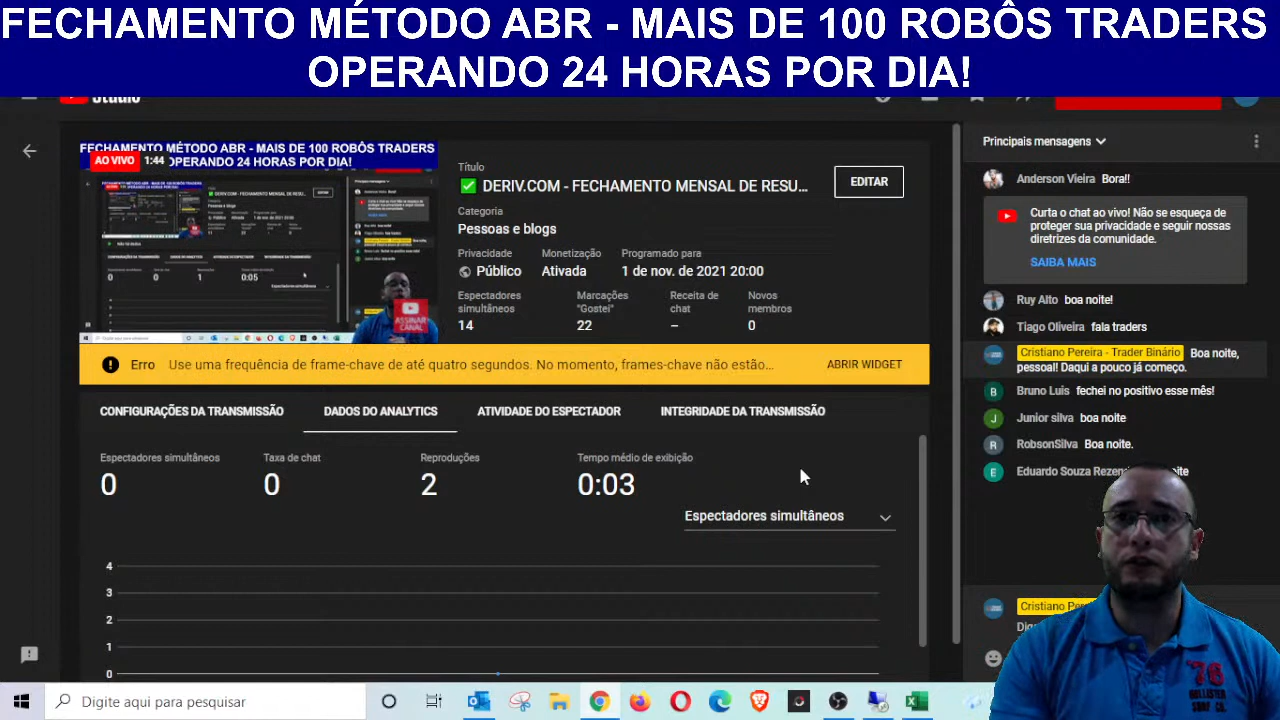 FECHAMENTO MÉTODO ABR - MAIS DE 100 ROBÔS TRADERS
OPERANDO 24 HORAS POR DIA!
Studio
FECHAMENTO MÉTODO ABR - MAIS DE 100 ROBÔS TRADERS
OPERANDO 24 HORAS POR DIA!
AO VIVO 1:44
ASSINAR
CANAL
Título
DERIV.COM - FECHAMENTO MENSAL DE RESU...
EDITAR
Categoria
Pessoas e blogs
Privacidade Monetização Programado para
Público Ativada 1 de nov. de 2021 20:00
Espectadores simultâneos Marcações "Gostei" Receita de chat Novos membros
14 22 – 0
Erro Use uma frequência de frame-chave de até quatro segundos. No momento, frames-chave não estão... ABRIR WIDGET
CONFIGURAÇÕES DA TRANSMISSÃO DADOS DO ANALYTICS ATIVIDADE DO ESPECTADOR INTEGRIDADE DA TRANSMISSÃO
Espectadores simultâneos Taxa de chat Reproduções Tempo médio de exibição
0 0 2 0:03
Espectadores simultâneos
4
3
2
1
0
Principais mensagens
Anderson Vieira Bora!!
Curta o chat ao vivo! Não se esqueça de
proteger sua privacidade e seguir nossas
diretrizes da comunidade.
SAIBA MAIS
Ruy Alto boa noite!
Tiago Oliveira fala traders
Cristiano Pereira - Trader Binário Boa noite,
pessoal! Daqui a pouco já começo.
B Bruno Luis fechei no positivo esse mês!
J Junior silva boa noite
R RobsonSilva Boa noite.
E Eduardo Souza
Cristiano
Digite aqui para pesquisar
76
HOLLISTER